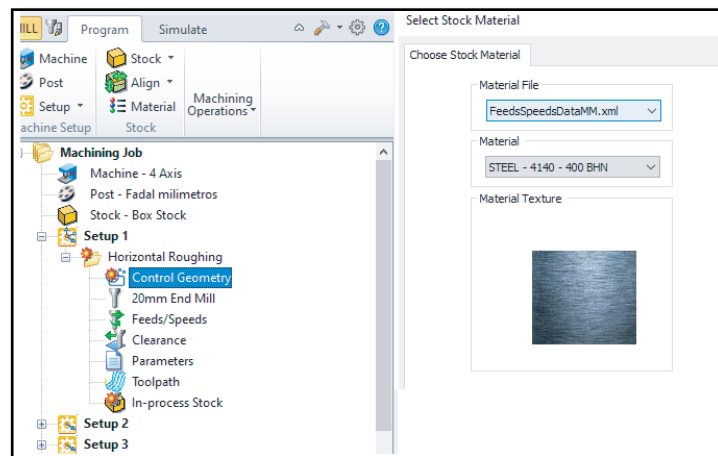 MILL
Program
Simulate
Machine
Post
Setup
Machine Setup
Stock
Align
Material
Stock
Machining
Operations
Machining Job
Machine - 4 Axis
Post - Fadal milimetros
Stock - Box Stock
Setup 1
Horizontal Roughing
Control Geometry
20mm End Mill
Feeds/Speeds
Clearance
Parameters
Toolpath
In-process Stock
Setup 2
Setup 3
Select Stock Material
Choose Stock Material
Material File
FeedsSpeedsDataMM.xml
Material
STEEL - 4140 - 400 BHN
Material Texture